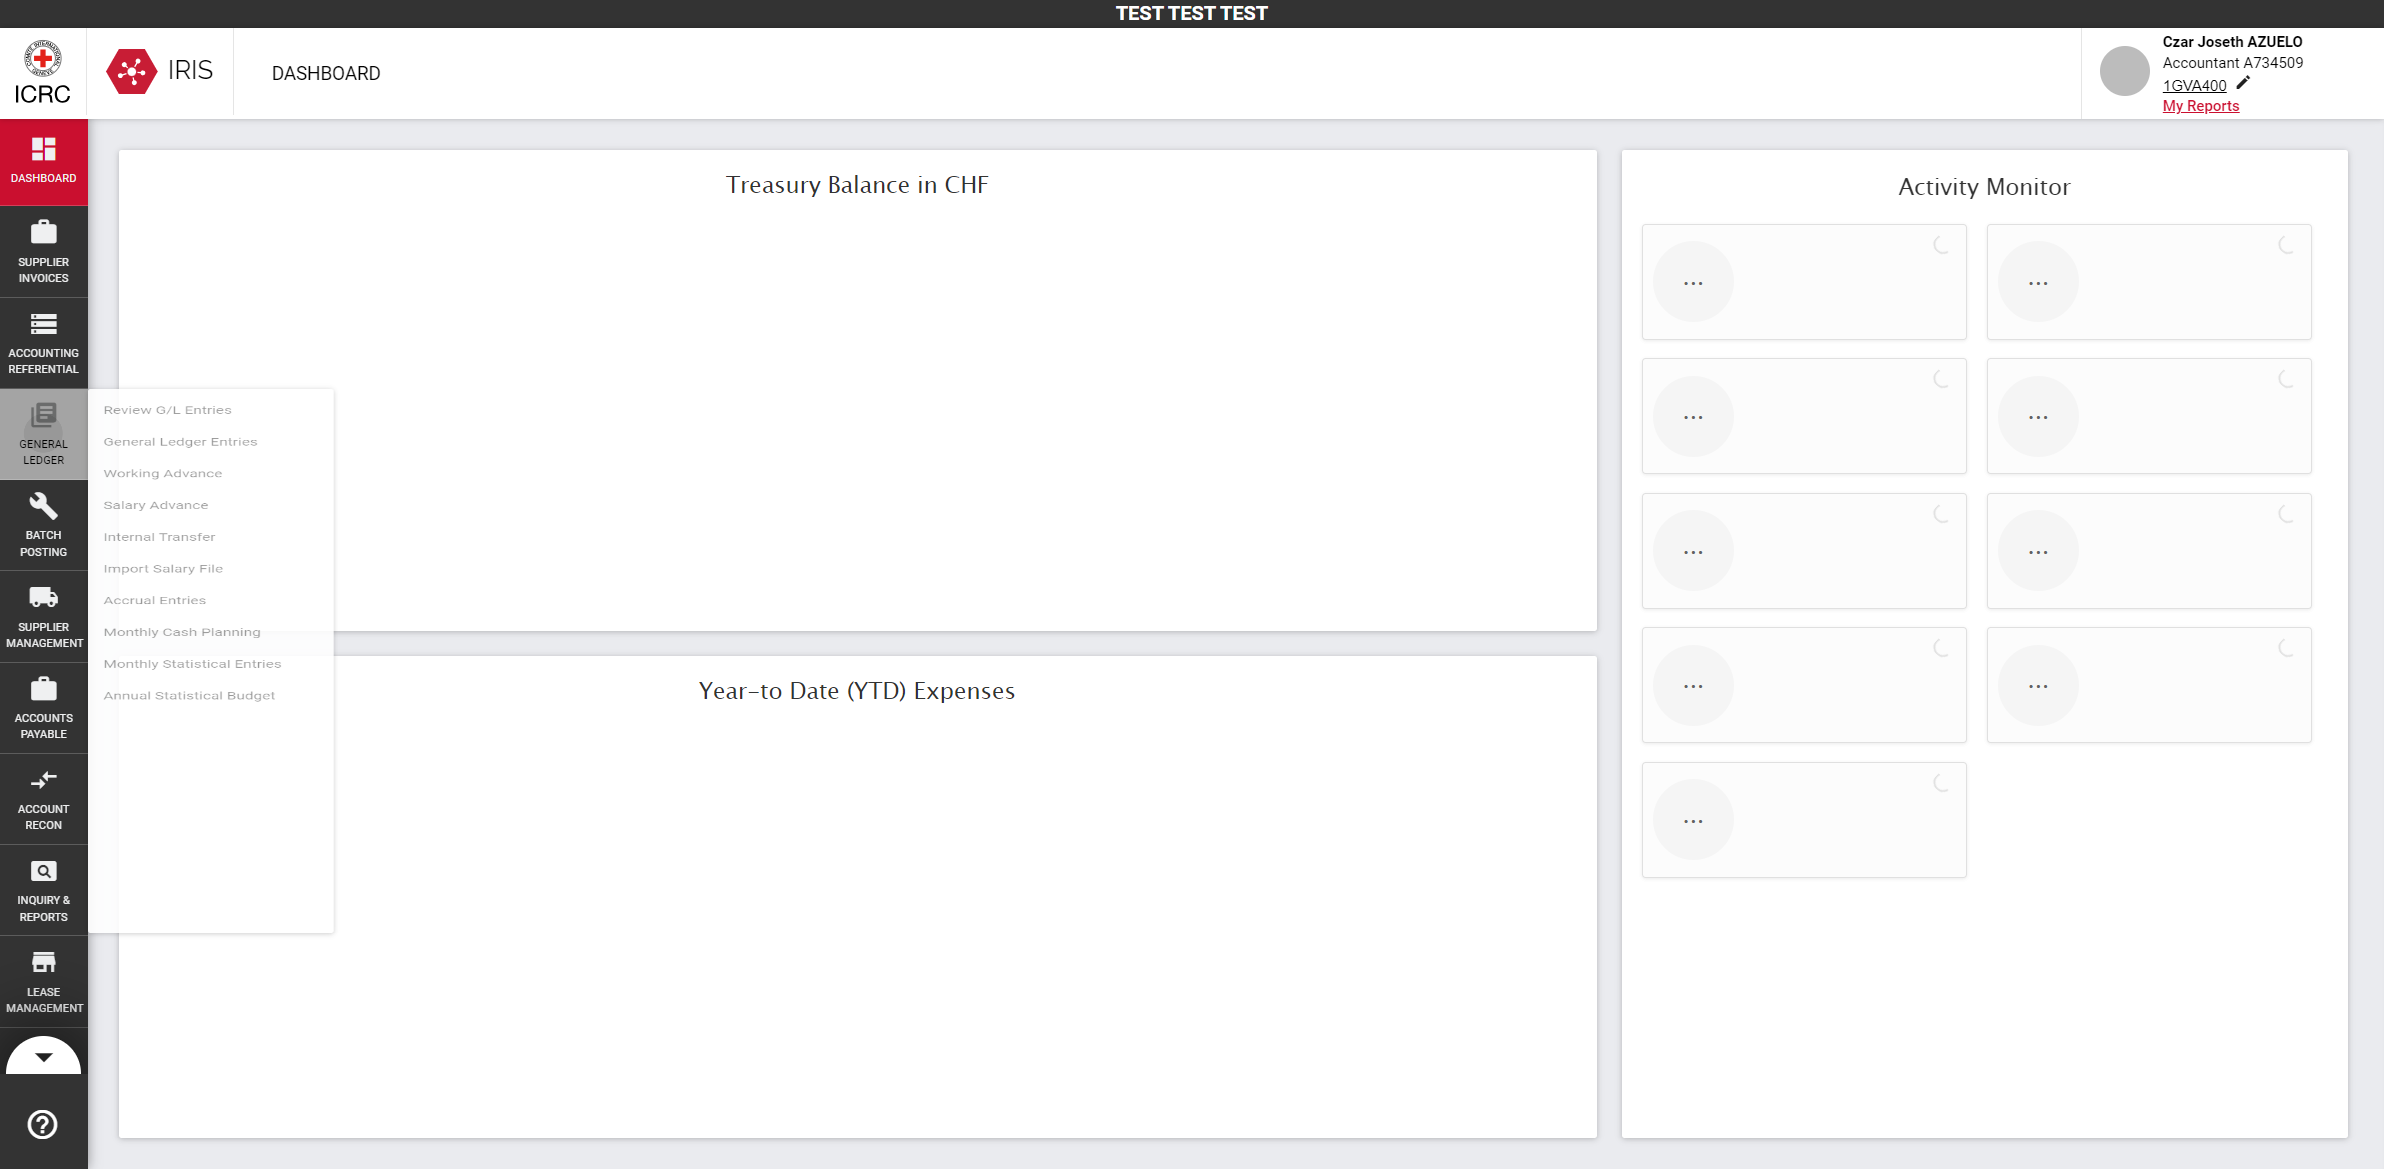 TEST TEST TEST
ICRC
IRIS
DASHBOARD
Czar Joseth AZUELO
Accountant A734509
1GVA400
My Reports
DASHBOARD
SUPPLIER
INVOICES
ACCOUNTING
REFERENTIAL
GENERAL
LEDGER
BATCH
POSTING
SUPPLIER
MANAGEMENT
ACCOUNTS
PAYABLE
ACCOUNT
RECON
INQUIRY &
REPORTS
LEASE
MANAGEMENT
Review G/L Entries
General Ledger Entries
Working Advance
Salary Advance
Internal Transfer
Import Salary File
Accrual Entries
Monthly Cash Planning
Monthly Statistical Entries
Annual Statistical Budget
Treasury Balance in CHF
Year-to Date (YTD) Expenses
Activity Monitor
...
...
...
...
...
...
...
...
...